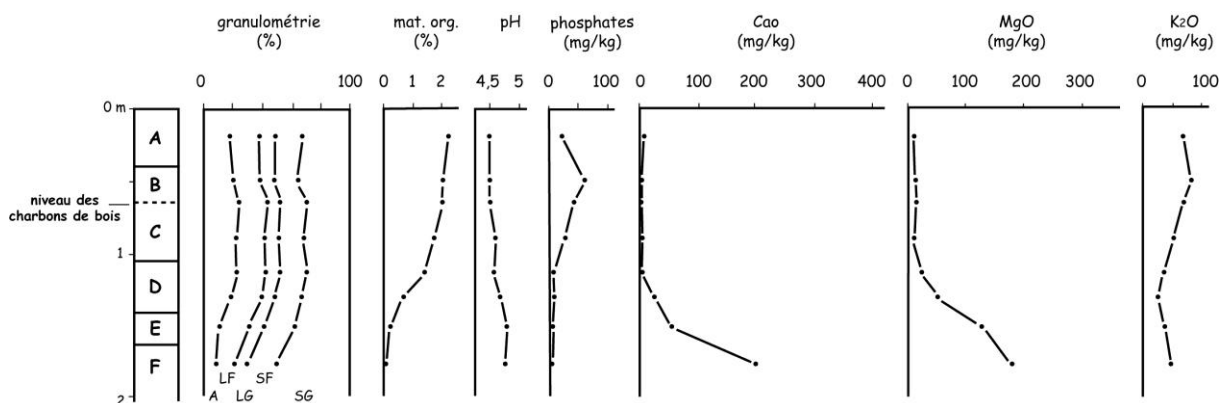 granulométrie
(%)
mat. org.
(%)
pH
phosphates
(mg/kg)
Cao
(mg/kg)
MgO
(mg/kg)
K2O
(mg/kg)
0 100 0 1 2 4,5 5 0 100 0 100 200 300 400 0 100 200 300 0 100
0 m
A
B
niveau des
charbons de bois
C
1
D
E
F
LF SF
A LG SG
2